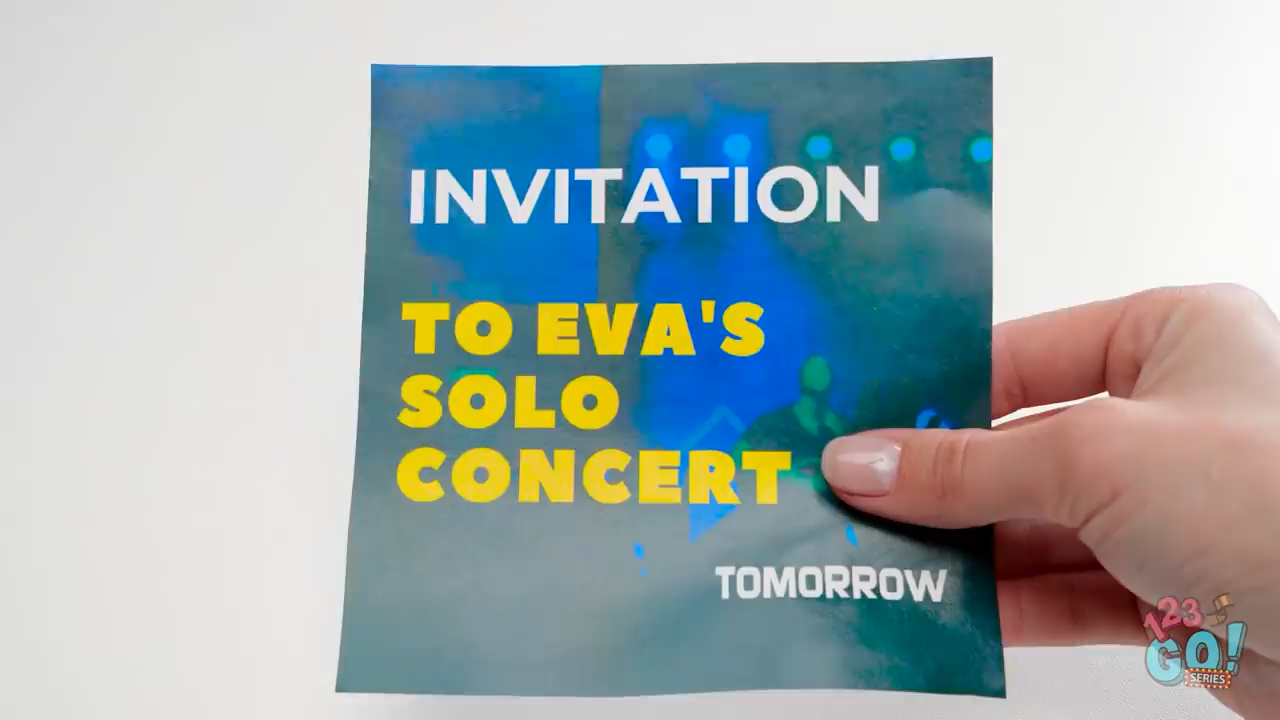 INVITATION
TO EVA'S
SOLO
CONCERT
TOMORROW
123
GO!
SERIES